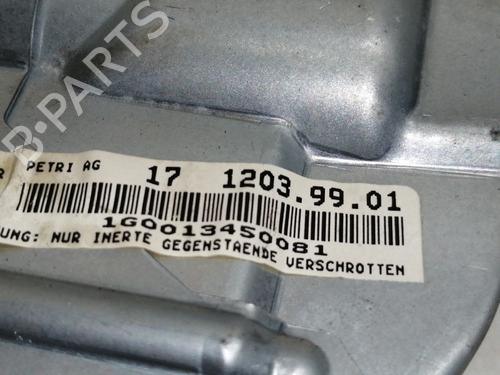 R PETRI AG 17 1203.99.01
1G0013450081
UNG: NUR INERTE GEGENSTAENDE VERSCHROTTEN
B-PARTS